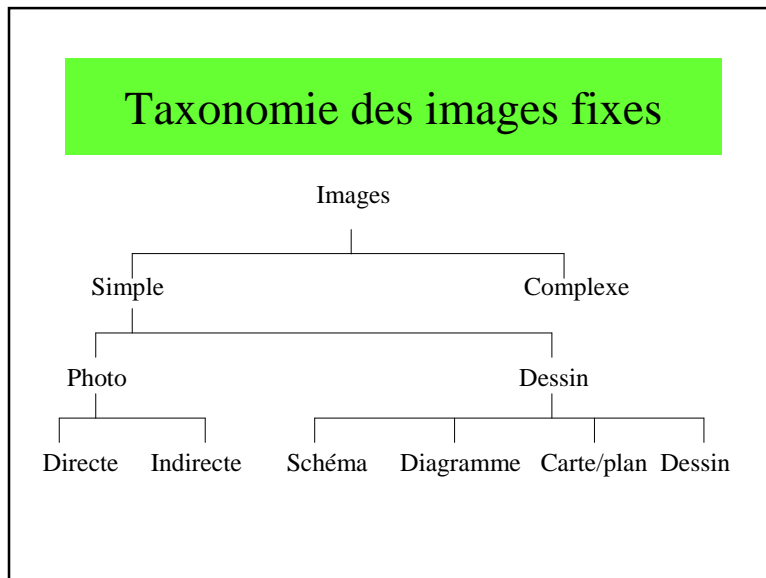 Taxonomie des images fixes
Images
Simple Complexe
Photo Dessin
Directe Indirecte Schéma Diagramme Carte/plan Dessin